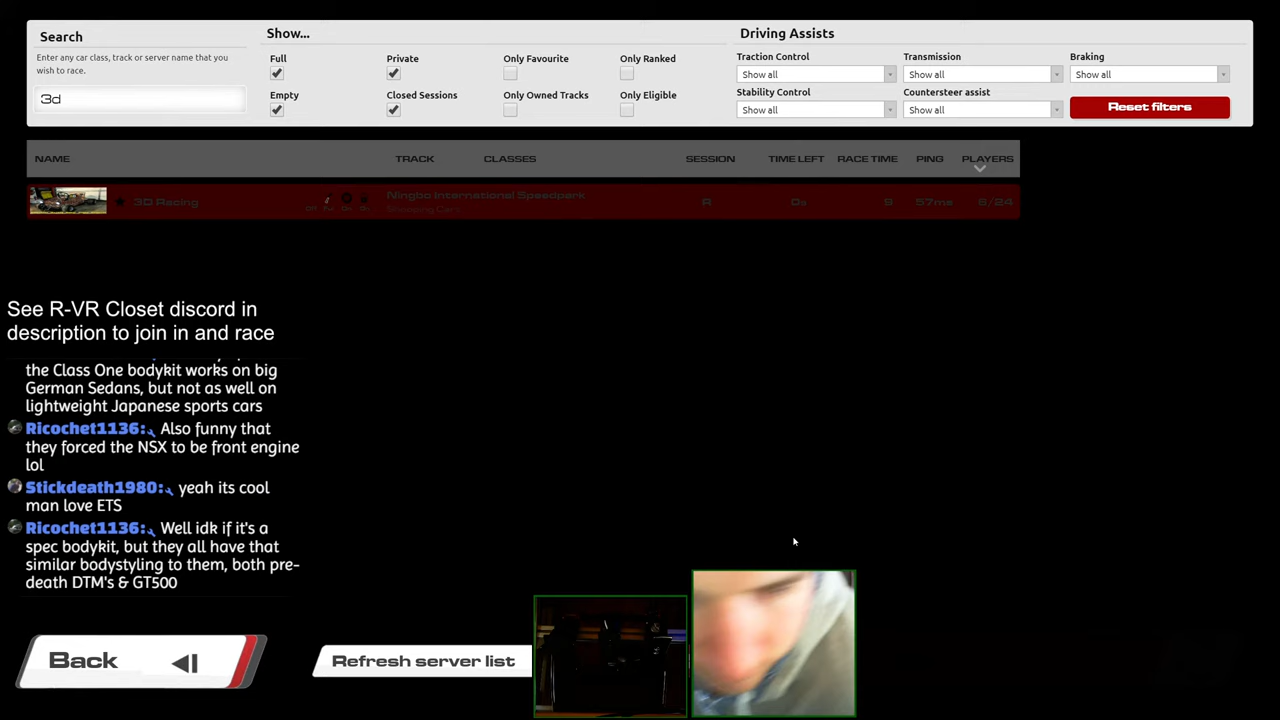 Search
Enter any car class, track or server name that you
wish to race.
3d
Show...
Full
Private
Only Favourite
Only Ranked
Empty
Closed Sessions
Only Owned Tracks
Only Eligible
Driving Assists
Traction Control
Transmission
Braking
Show all
Show all
Show all
Stability Control
Countersteer assist
Show all
Show all
Reset filters
NAME
TRACK
CLASSES
SESSION
TIME LEFT
RACE TIME
PING
PLAYERS
3D Racing
Ningbo International Speedpark
R
0s
57ms
See R-VR Closet discord in
description to join in and race
the Class One bodykit works on big
German Sedans, but not as well on
lightweight Japanese sports cars
Ricochet1136: Also funny that
they forced the NSX to be front engine
lol
Stickdeath1980: yeah its cool
man love ETS
Ricochet1136: Well idk if it's a
spec bodykit, but they all have that
similar bodystyling to them, both pre-
death DTM's & GT500
Back
Refresh server list